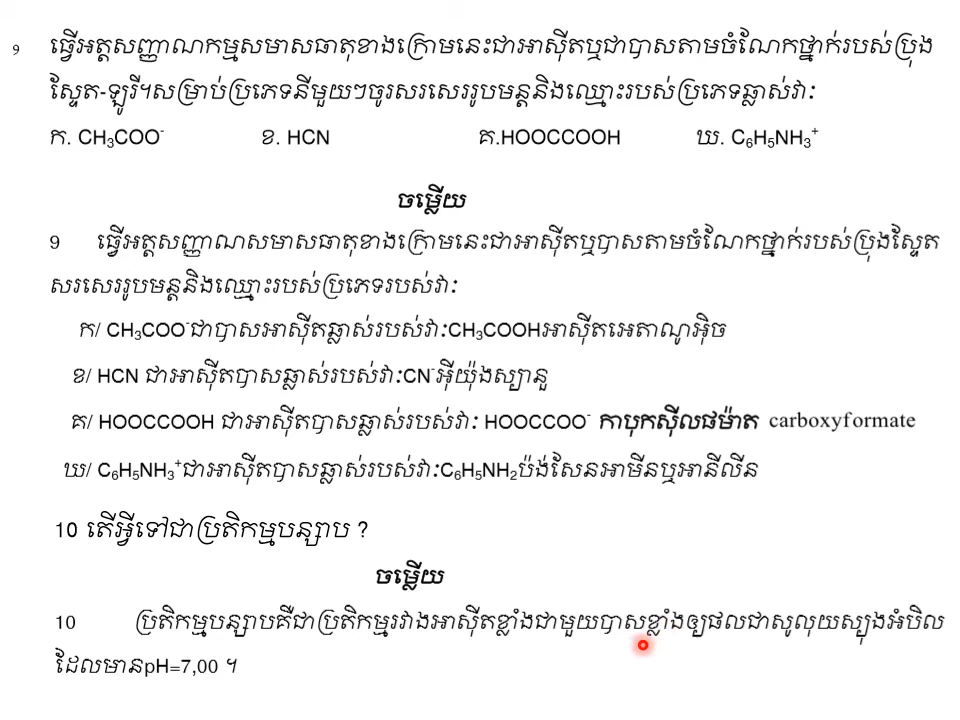 9 ធ្វើអត្តសញ្ញាណកម្មសមាសធាតុខាងក្រោមនេះជាអាស៊ីតឬជាបាសតាមចំណែកថ្នាក់របស់ប្រុង
ស្តែត-ឡូរី។សម្រាប់ប្រភេទនីមួយៗចូរសរសេររូបមន្តនិងឈ្មោះរបស់ប្រភេទឆ្លាស់វា:
ក. CH₃COO⁻ ខ. HCN គ.HOOCCOOH ឃ. C₆H₅NH₃⁺
ចម្លើយ
9 ធ្វើអត្តសញ្ញាណសមាសធាតុខាងក្រោមនេះជាអាស៊ីតឬបាសតាមចំណែកថ្នាក់របស់ប្រុងស្តែត
សរសេររូបមន្តនិងឈ្មោះរបស់ប្រភេទរបស់វា:
ក/ CH₃COO⁻ជាបាសអាស៊ីតឆ្លាស់របស់វា:CH₃COOHអាស៊ីតអេតាណូអ៊ិច
ខ/ HCN ជាអាស៊ីតបាសឆ្លាស់របស់វា:CN⁻អ៊ីយ៉ុងស្យានួ
គ/ HOOCCOOH ជាអាស៊ីតបាសឆ្លាស់របស់វា: HOOCCOO⁻ កាបុកស៊ីលផម៉ាត carboxyformate
ឃ/ C₆H₅NH₃⁺ជាអាស៊ីតបាសឆ្លាស់របស់វា:C₆H₅NH₂ប៉ង់សែនអាមីនឬអានីលីន
10 តើអ្វីទៅជាប្រតិកម្មបន្សាប ?
ចម្លើយ
10 ប្រតិកម្មបន្សាបគឺជាប្រតិកម្មរវាងអាស៊ីតខ្លាំងជាមួយបាសខ្លាំងឲ្យផលជាសូលុយស្យុងអំបិល
ដែលមានpH=7,00 ។